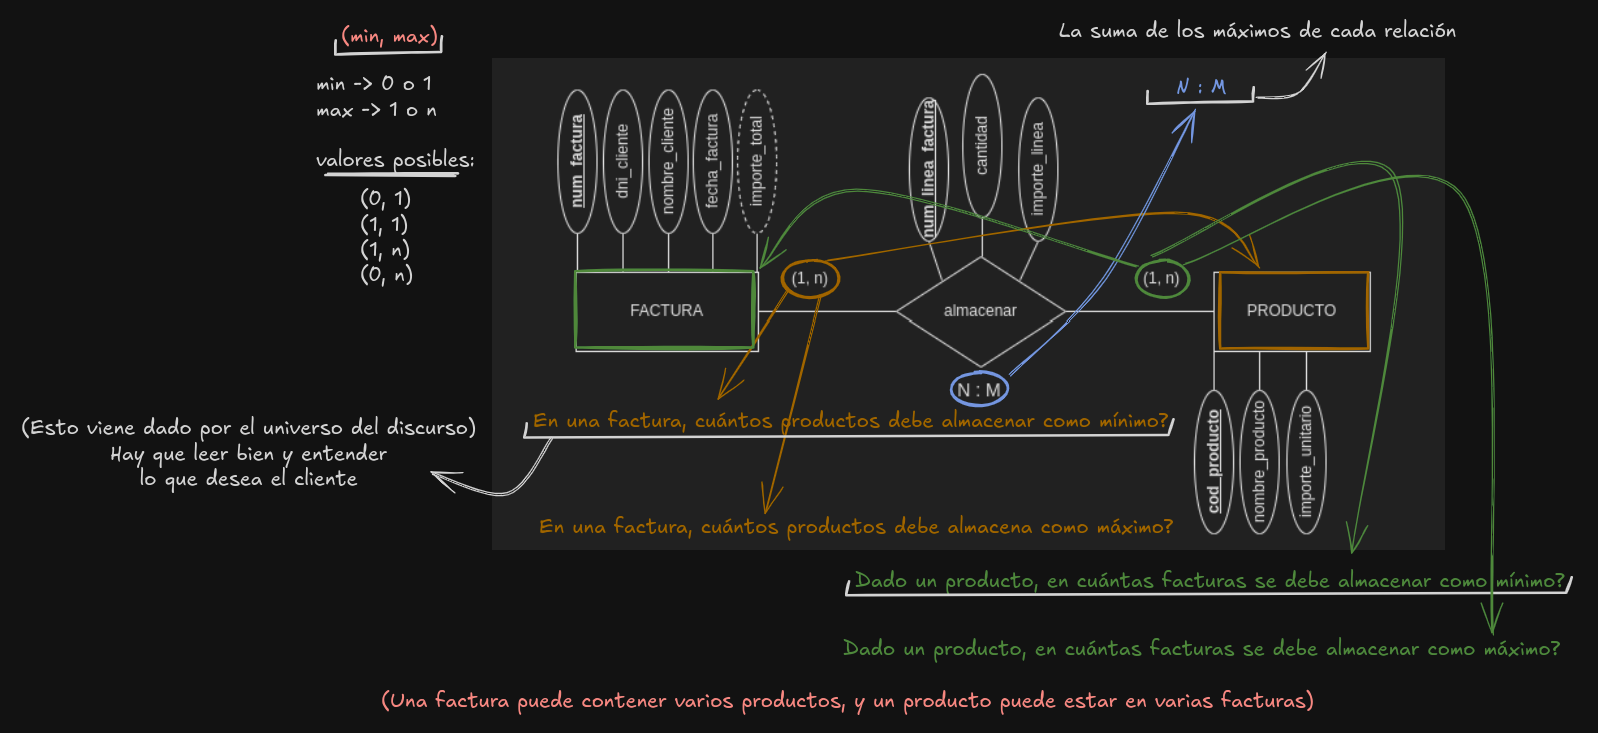 (min, max)
min -> 0 o 1
max -> 1 o n
valores posibles:
(0, 1)
(1, 1)
(1, n)
(0, n)
La suma de los máximos de cada relación
N : M
num_factura
dni_cliente
nombre_cliente
fecha_factura
importe_total
num_linea_factura
cantidad
importe_linea
FACTURA
(1, n)
almacenar
(1, n)
PRODUCTO
N : M
cod_producto
nombre_producto
importe_unitario
En una factura, cuántos productos debe almacenar como mínimo?
(Esto viene dado por el universo del discurso)
Hay que leer bien y entender
lo que desea el cliente
En una factura, cuántos productos debe almacena como máximo?
Dado un producto, en cuántas facturas se debe almacenar como mínimo?
Dado un producto, en cuántas facturas se debe almacenar como máximo?
(Una factura puede contener varios productos, y un producto puede estar en varias facturas)